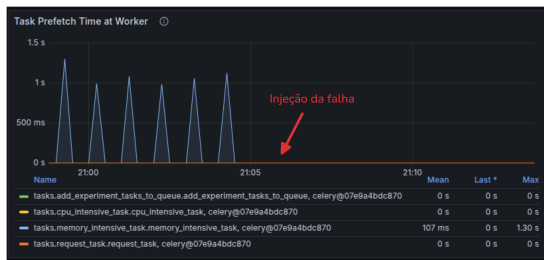 Task Prefetch Time at Worker
1.5 s
1 s
500 ms
0 s
Injeção da falha
21:00 21:05 21:10
Name Mean Last * Max
tasks.add_experiment_tasks_to_queue.add_experiment_tasks_to_queue, celery@07e9a4bdc870 0 s 0 s 0 s
tasks.cpu_intensive_task.cpu_intensive_task, celery@07e9a4bdc870 0 s 0 s 0 s
tasks.memory_intensive_task.memory_intensive_task, celery@07e9a4bdc870 107 ms 0 s 1.30 s
tasks.request_task.request_task, celery@07e9a4bdc870 0 s 0 s 0 s